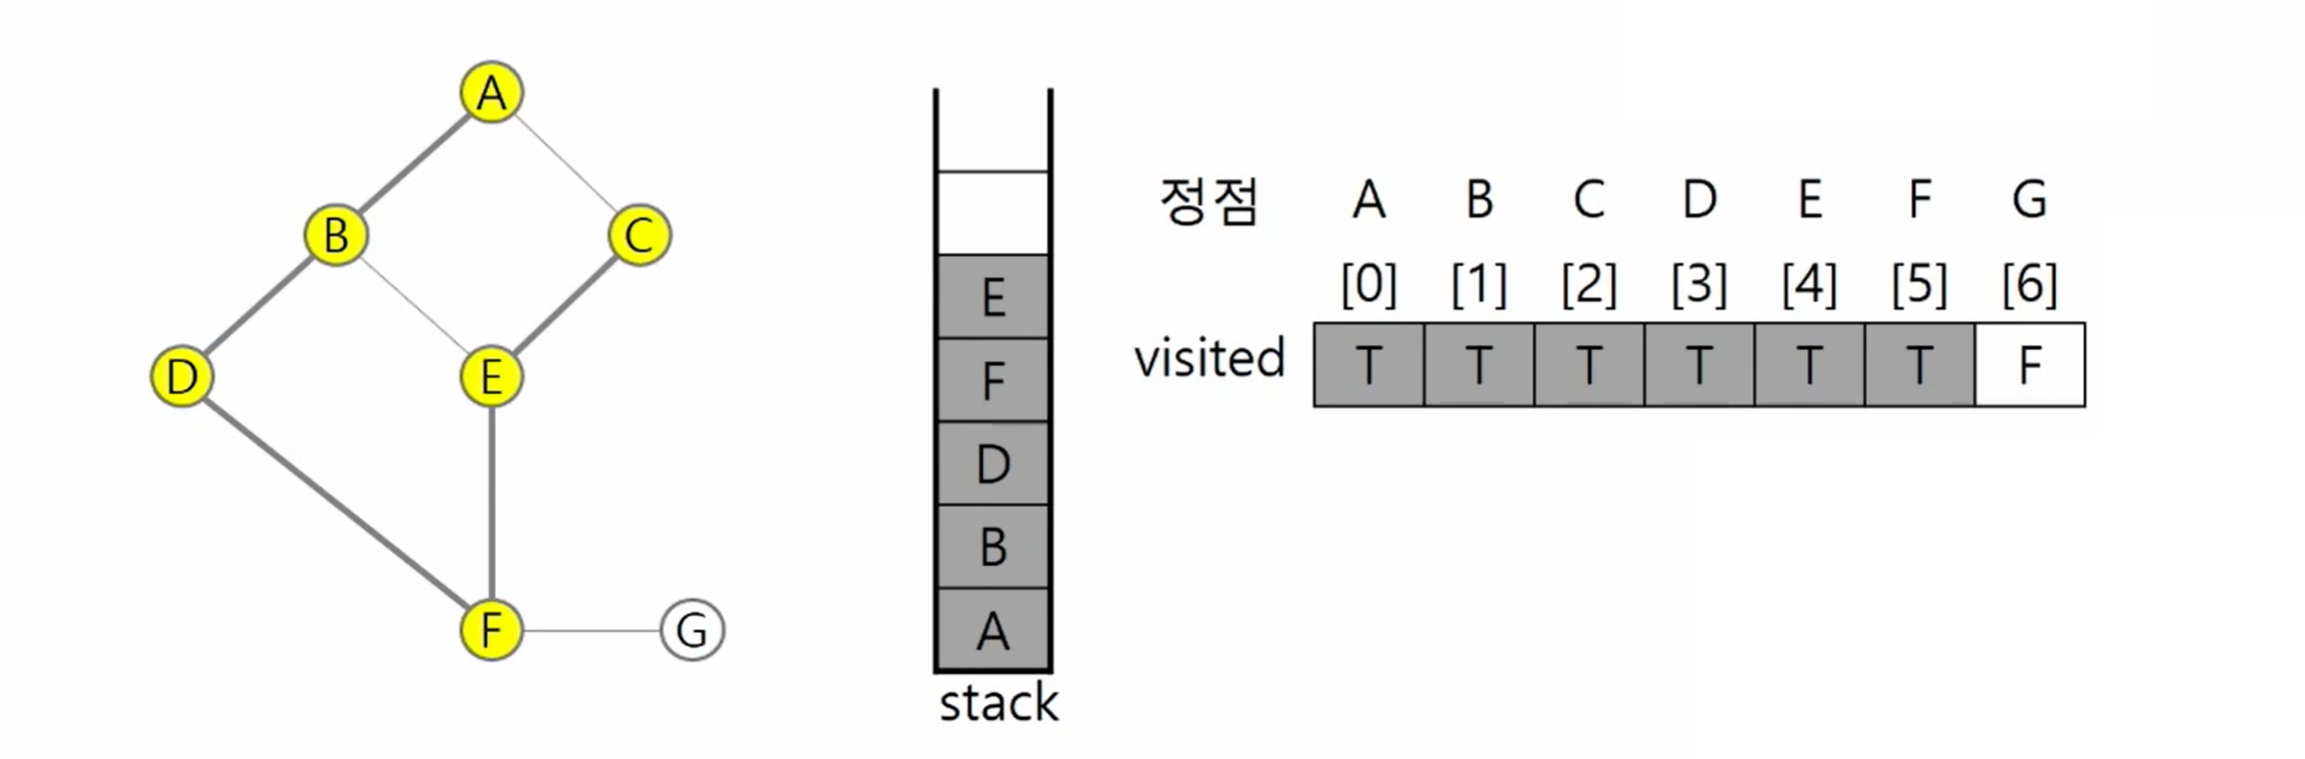 A
B
C
D
E
F
G
E
F
D
B
A
stack
정점 A B C D E F G
[0] [1] [2] [3] [4] [5] [6]
visited T T T T T T F